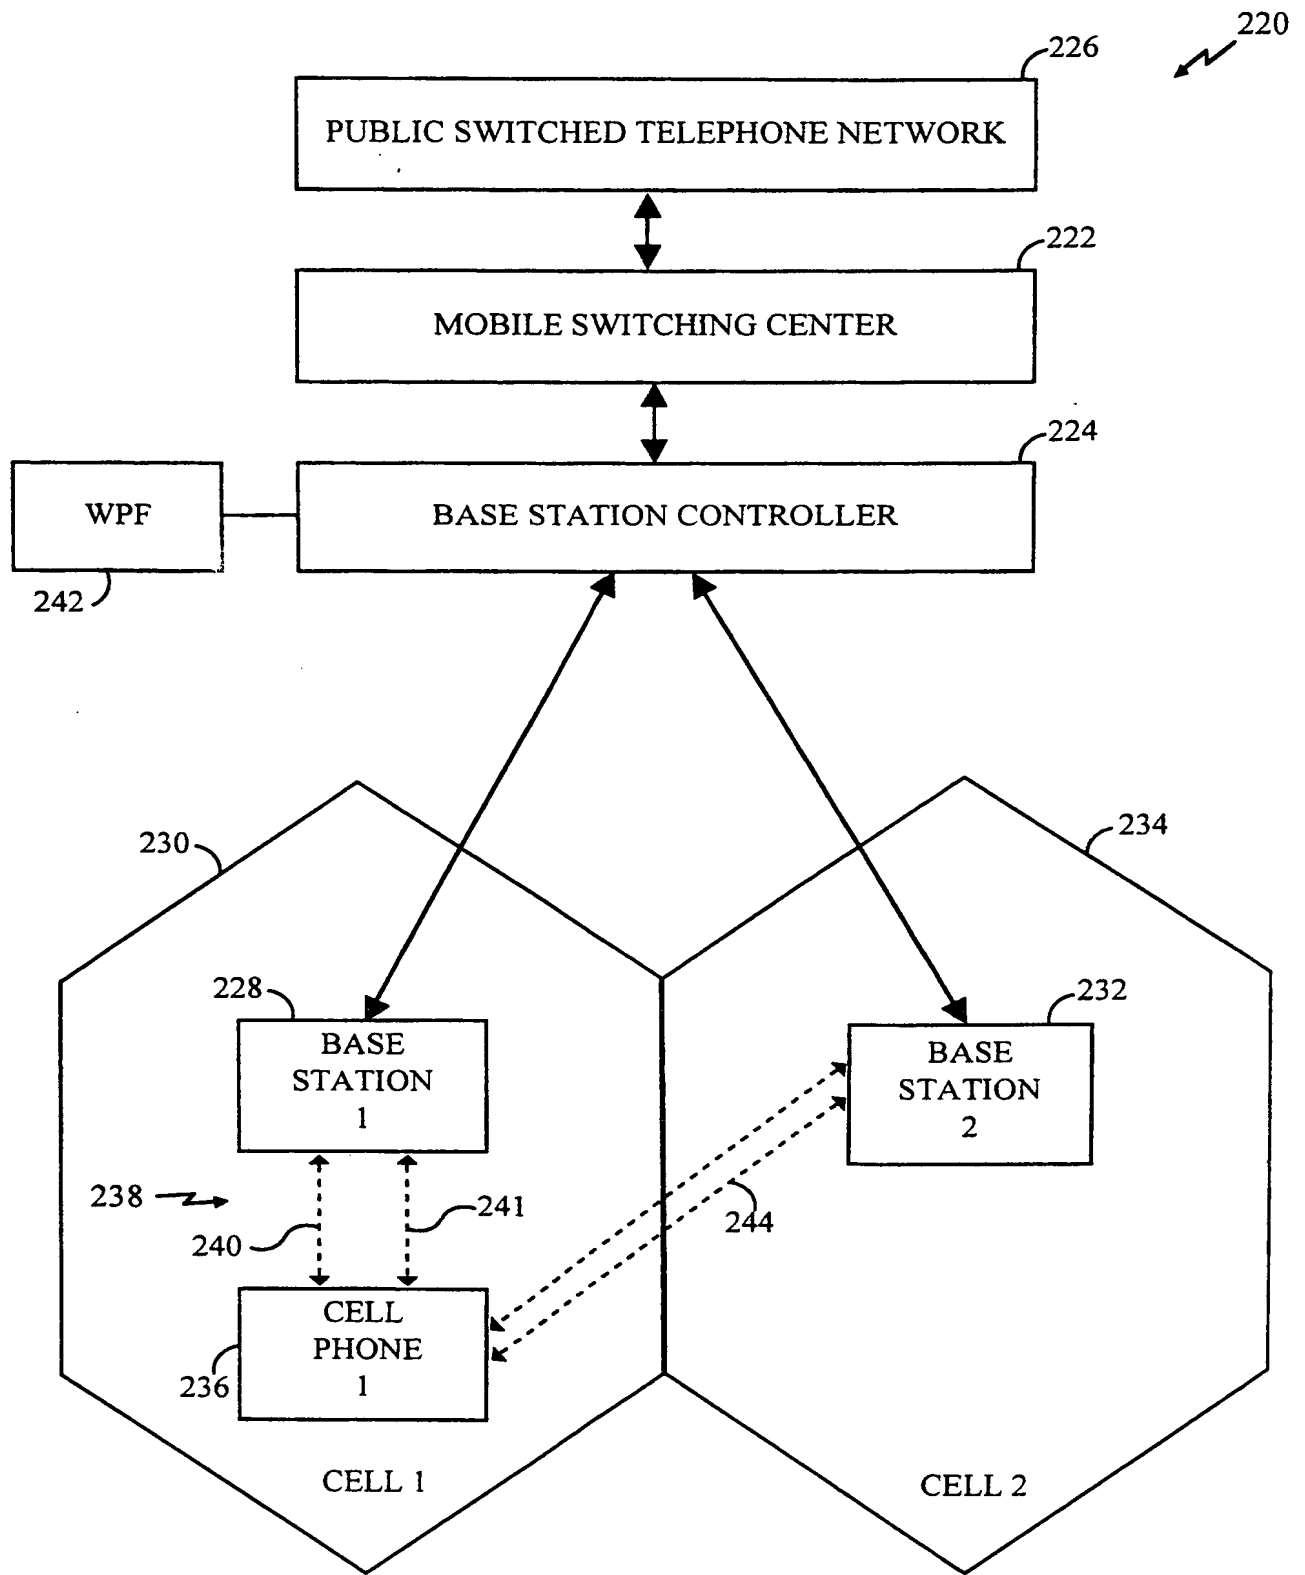 220
226
PUBLIC SWITCHED TELEPHONE NETWORK
222
MOBILE SWITCHING CENTER
224
WPF
BASE STATION CONTROLLER
242
230
234
228
232
BASE
STATION
1
BASE
STATION
2
238
240
241
244
CELL
PHONE
1
236
CELL 1
CELL 2